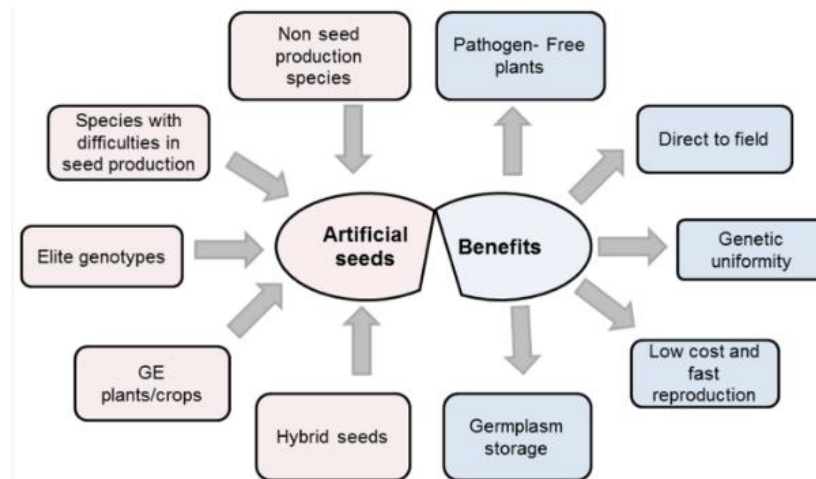 Non seed
production
species
Pathogen- Free
plants
Species with
difficulties in
seed production
Direct to field
Artificial
seeds
Benefits
Elite genotypes
Genetic
uniformity
GE
plants/crops
Low cost and
fast
reproduction
Hybrid seeds
Germplasm
storage